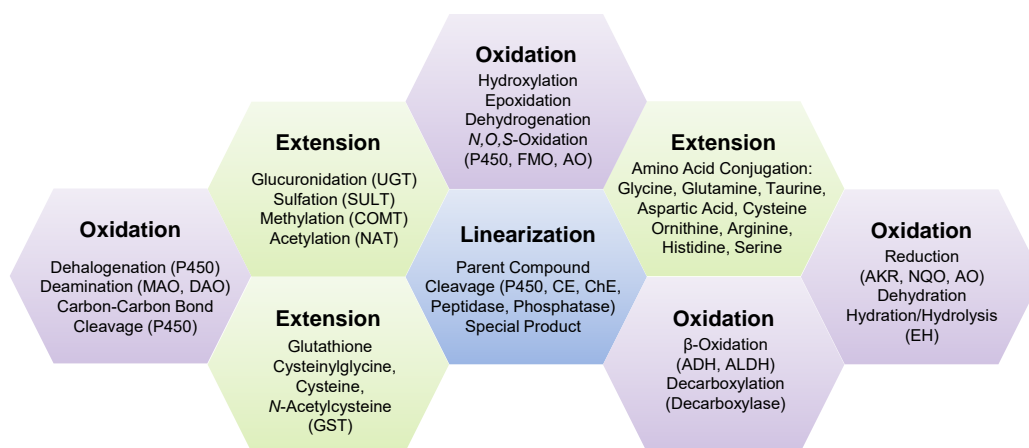 Oxidation
Hydroxylation
Epoxidation
Dehydrogenation
N,O,S-Oxidation
(P450, FMO, AO)
Extension
Glucuronidation (UGT)
Sulfation (SULT)
Methylation (COMT)
Acetylation (NAT)
Extension
Amino Acid Conjugation:
Glycine, Glutamine, Taurine,
Aspartic Acid, Cysteine
Ornithine, Arginine,
Histidine, Serine
Oxidation
Dehalogenation (P450)
Deamination (MAO, DAO)
Carbon-Carbon Bond
Cleavage (P450)
Linearization
Parent Compound
Cleavage (P450, CE, ChE,
Peptidase, Phosphatase)
Special Product
Oxidation
Reduction
(AKR, NQO, AO)
Dehydration
Hydration/Hydrolysis
(EH)
Extension
Glutathione
Cysteinylglycine,
Cysteine,
N-Acetylcysteine
(GST)
Oxidation
β-Oxidation
(ADH, ALDH)
Decarboxylation
(Decarboxylase)